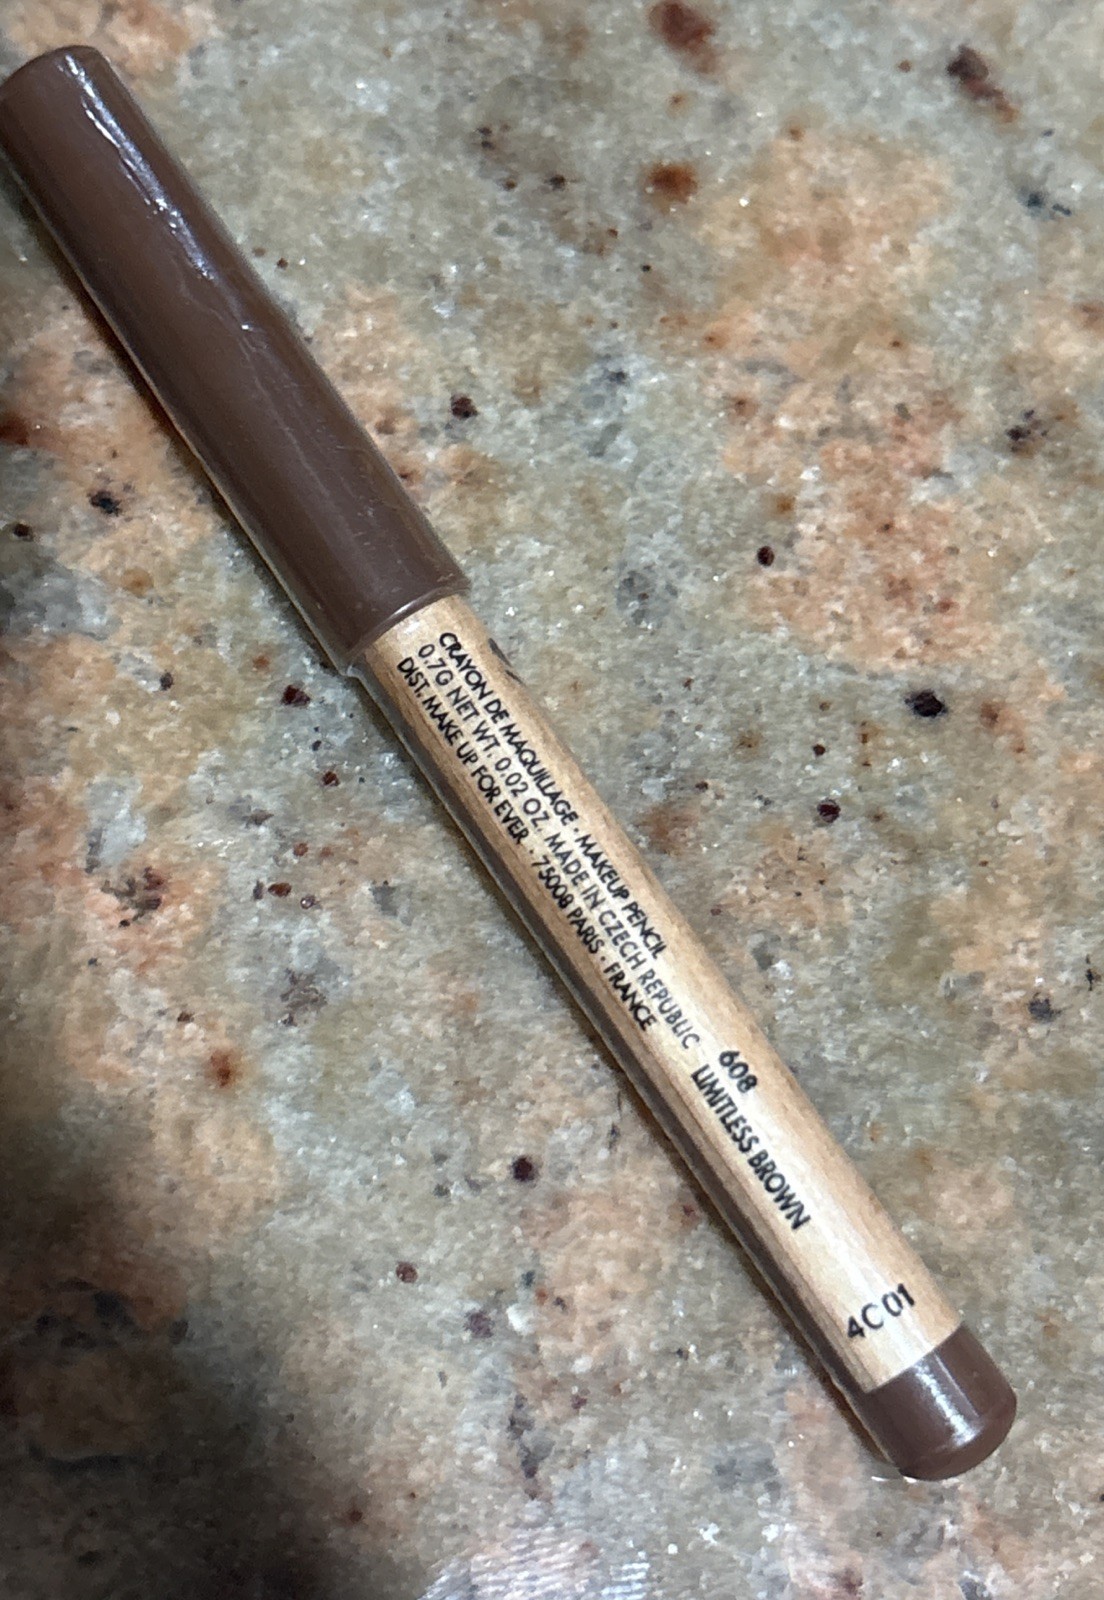 CRAYON DE MAQUILLAGE · MAKEUP PENCIL
0.7G NET WT. 0.02 OZ. MADE IN CZECH REPUBLIC
DIST. MAKE UP FOR EVER · 75008 PARIS · FRANCE
608
LIMITLESS BROWN
4C01